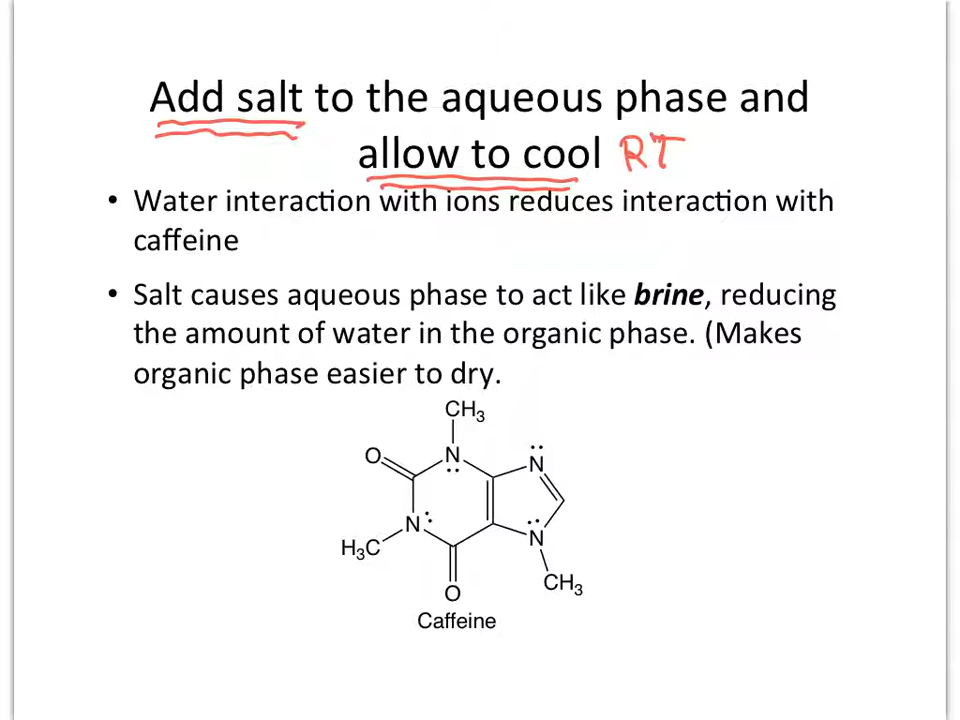 Add salt to the aqueous phase and
allow to cool RT
• Water interaction with ions reduces interaction with
caffeine
• Salt causes aqueous phase to act like brine, reducing
the amount of water in the organic phase. (Makes
organic phase easier to dry.
CH₃
O N N
N N
H₃C
CH₃
O
Caffeine